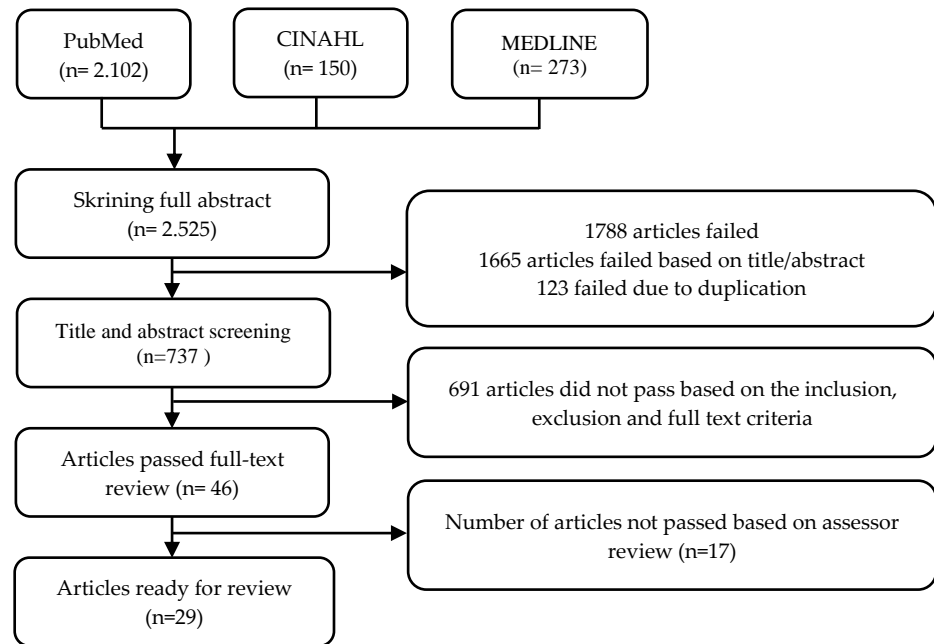 PubMed
(n= 2.102)
CINAHL
(n= 150)
MEDLINE
(n= 273)
Skrining full abstract
(n= 2.525)
1788 articles failed
1665 articles failed based on title/abstract
123 failed due to duplication
Title and abstract screening
(n=737 )
691 articles did not pass based on the inclusion,
exclusion and full text criteria
Articles passed full-text
review (n= 46)
Number of articles not passed based on assessor
review (n=17)
Articles ready for review
(n=29)